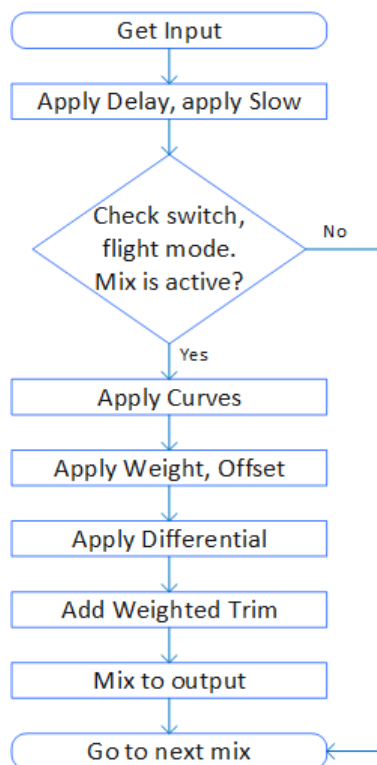 Get Input
Apply Delay, apply Slow
Check switch,
flight mode.
Mix is active?
No
Yes
Apply Curves
Apply Weight, Offset
Apply Differential
Add Weighted Trim
Mix to output
Go to next mix